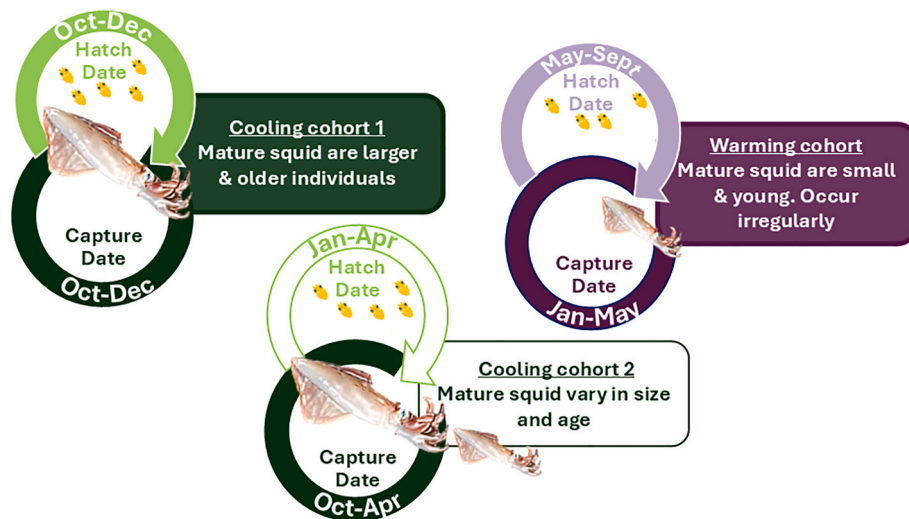 Oct-Dec
Hatch
Date
Cooling cohort 1
Mature squid are larger
& older individuals
Capture
Date
Oct-Dec
May-Sept
Hatch
Date
Warming cohort
Mature squid are small
& young. Occur
irregularly
Capture
Date
Jan-May
Jan-Apr
Hatch
Date
Cooling cohort 2
Mature squid vary in size
and age
Capture
Date
Oct-Apr